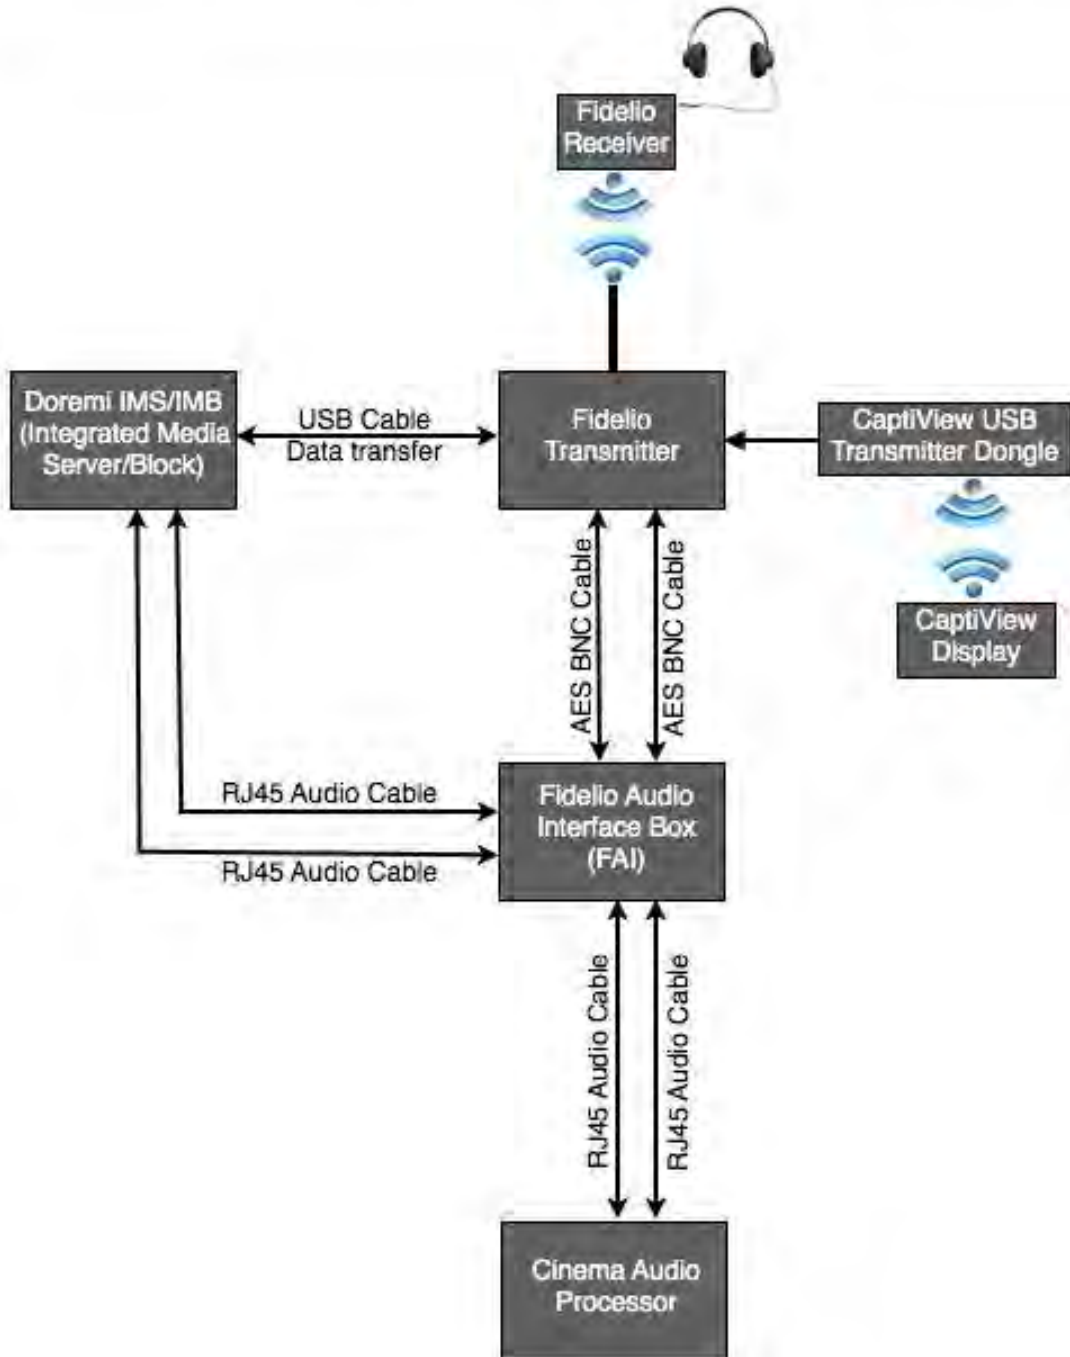 Fidelio
Receiver
Doremi IMS/IMB
(Integrated Media
Server/Block)
USB Cable
Data transfer
Fidelio
Transmitter
CaptiView USB
Transmitter Dongle
CaptiView
Display
AES BNC Cable
AES BNC Cable
RJ45 Audio Cable
RJ45 Audio Cable
Fidelio Audio
Interface Box
(FAI)
RJ45 Audio Cable
RJ45 Audio Cable
Cinema Audio
Processor